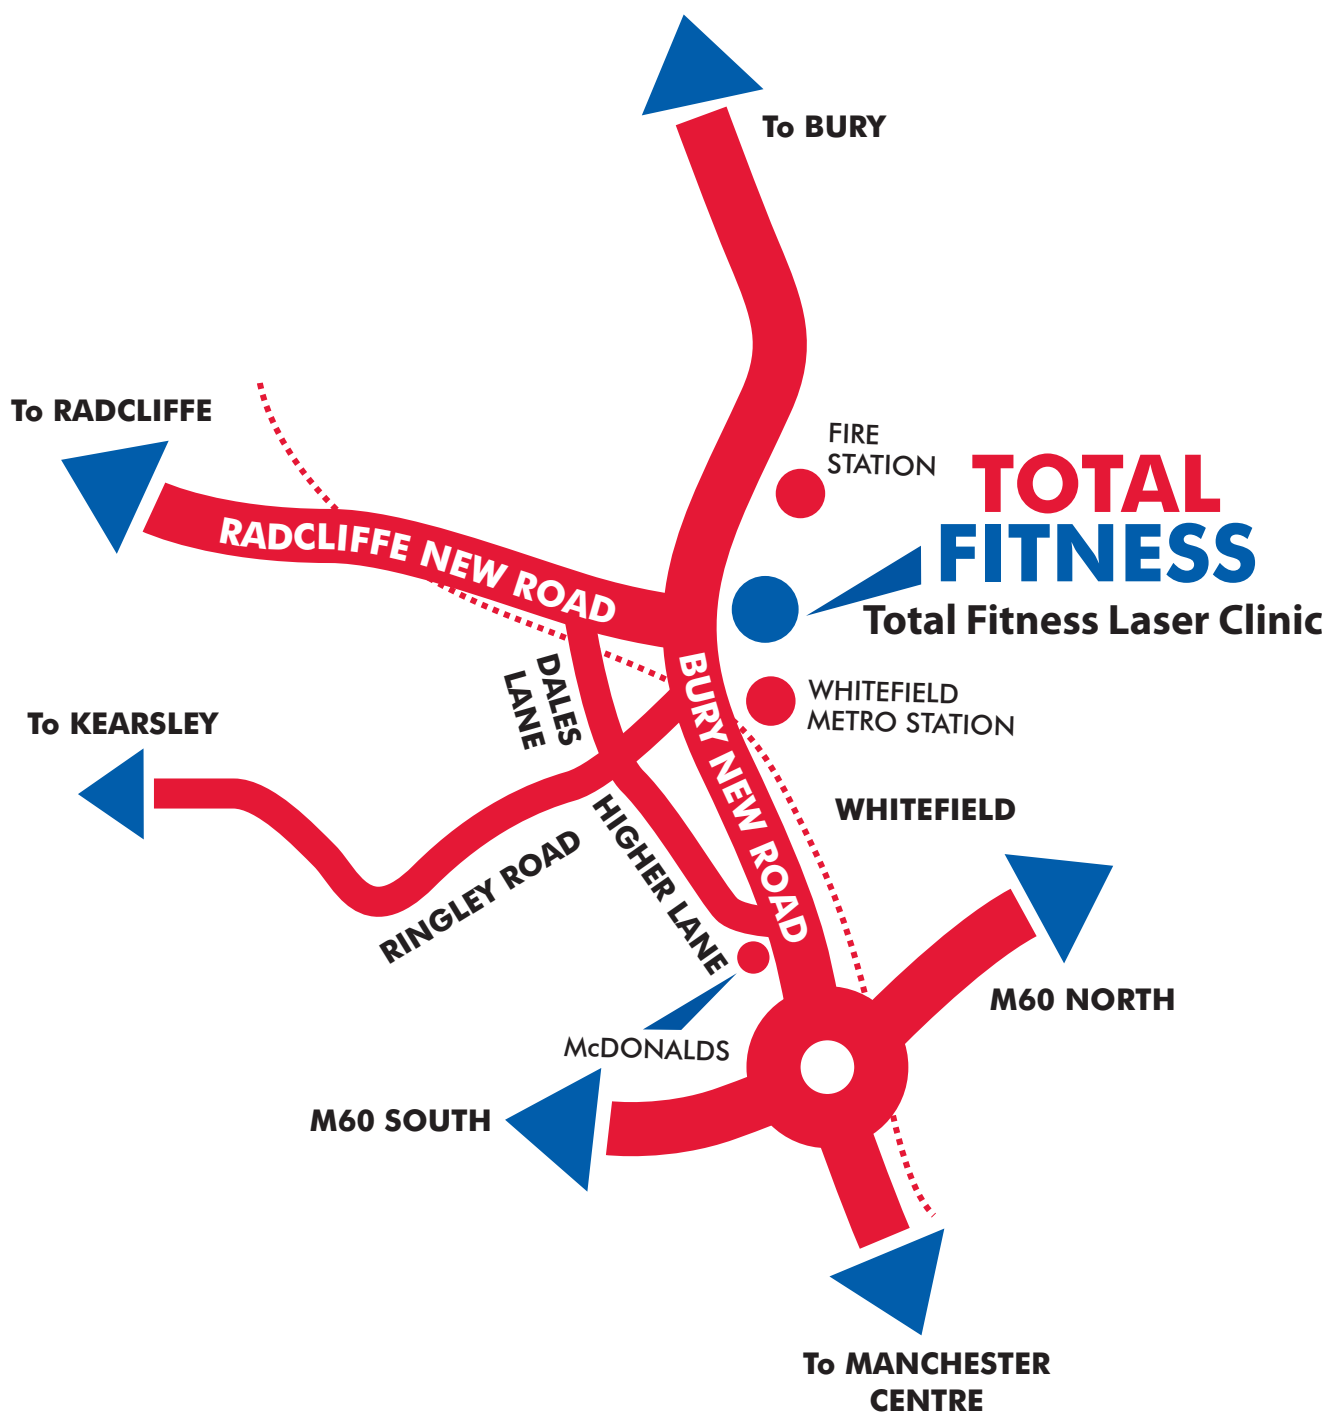 To BURY
To RADCLIFFE
FIRE
STATION
TOTAL
FITNESS
Total Fitness Laser Clinic
RADCLIFFE NEW ROAD
DALES
LANE
BURY NEW ROAD
WHITEFIELD
METRO STATION
To KEARSLEY
WHITEFIELD
HIGHER LANE
RINGLEY ROAD
M60 NORTH
McDONALDS
M60 SOUTH
To MANCHESTER
CENTRE